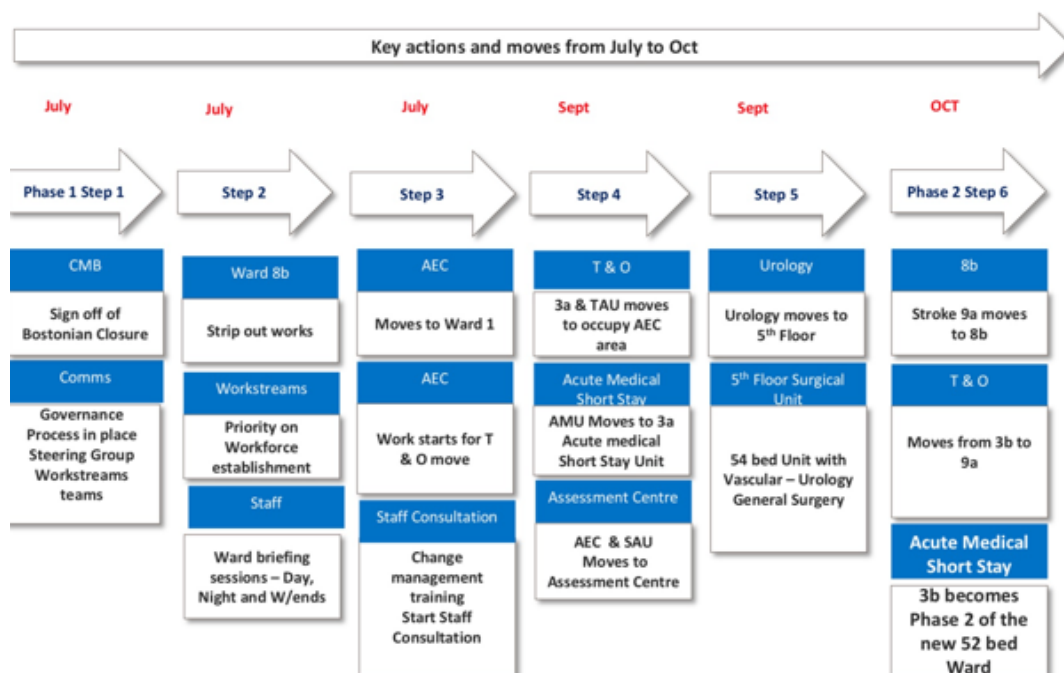 Key actions and moves from July to Oct
July
Phase 1 Step 1
CMB
Sign off of
Bostonian Closure
Comms
Governance
Process in place
Steering Group
Workstreams
teams
July
Step 2
Ward 8b
Strip out works
Workstreams
Priority on
Workforce
establishment
Staff
Ward briefing
sessions – Day,
Night and W/ends
July
Step 3
AEC
Moves to Ward 1
AEC
Work starts for T
& O move
Staff Consultation
Change
management
training
Start Staff
Consultation
Sept
Step 4
T & O
3a & TAU moves
to occupy AEC
area
Acute Medical
Short Stay
AMU Moves to 3a
Acute medical
Short Stay Unit
Assessment Centre
AEC & SAU
Moves to
Assessment Centre
Sept
Step 5
Urology
Urology moves to
5th Floor
5th Floor Surgical
Unit
54 bed Unit with
Vascular – Urology
General Surgery
OCT
Phase 2 Step 6
8b
Stroke 9a moves
to 8b
T & O
Moves from 3b to
9a
Acute Medical
Short Stay
3b becomes
Phase 2 of the
new 52 bed
Ward